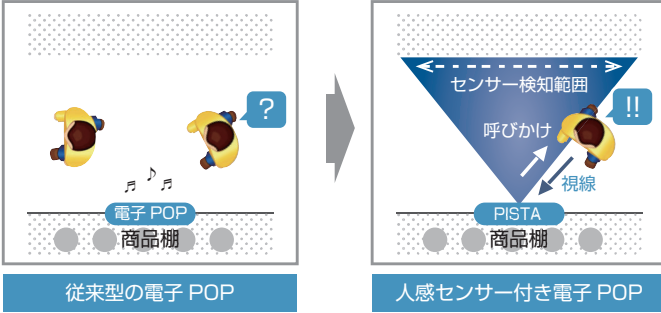 ?
電子 POP
商品棚
従来型の電子 POP
センサー検知範囲
!!
呼びかけ
視線
PISTA
商品棚
人感センサー付き電子 POP